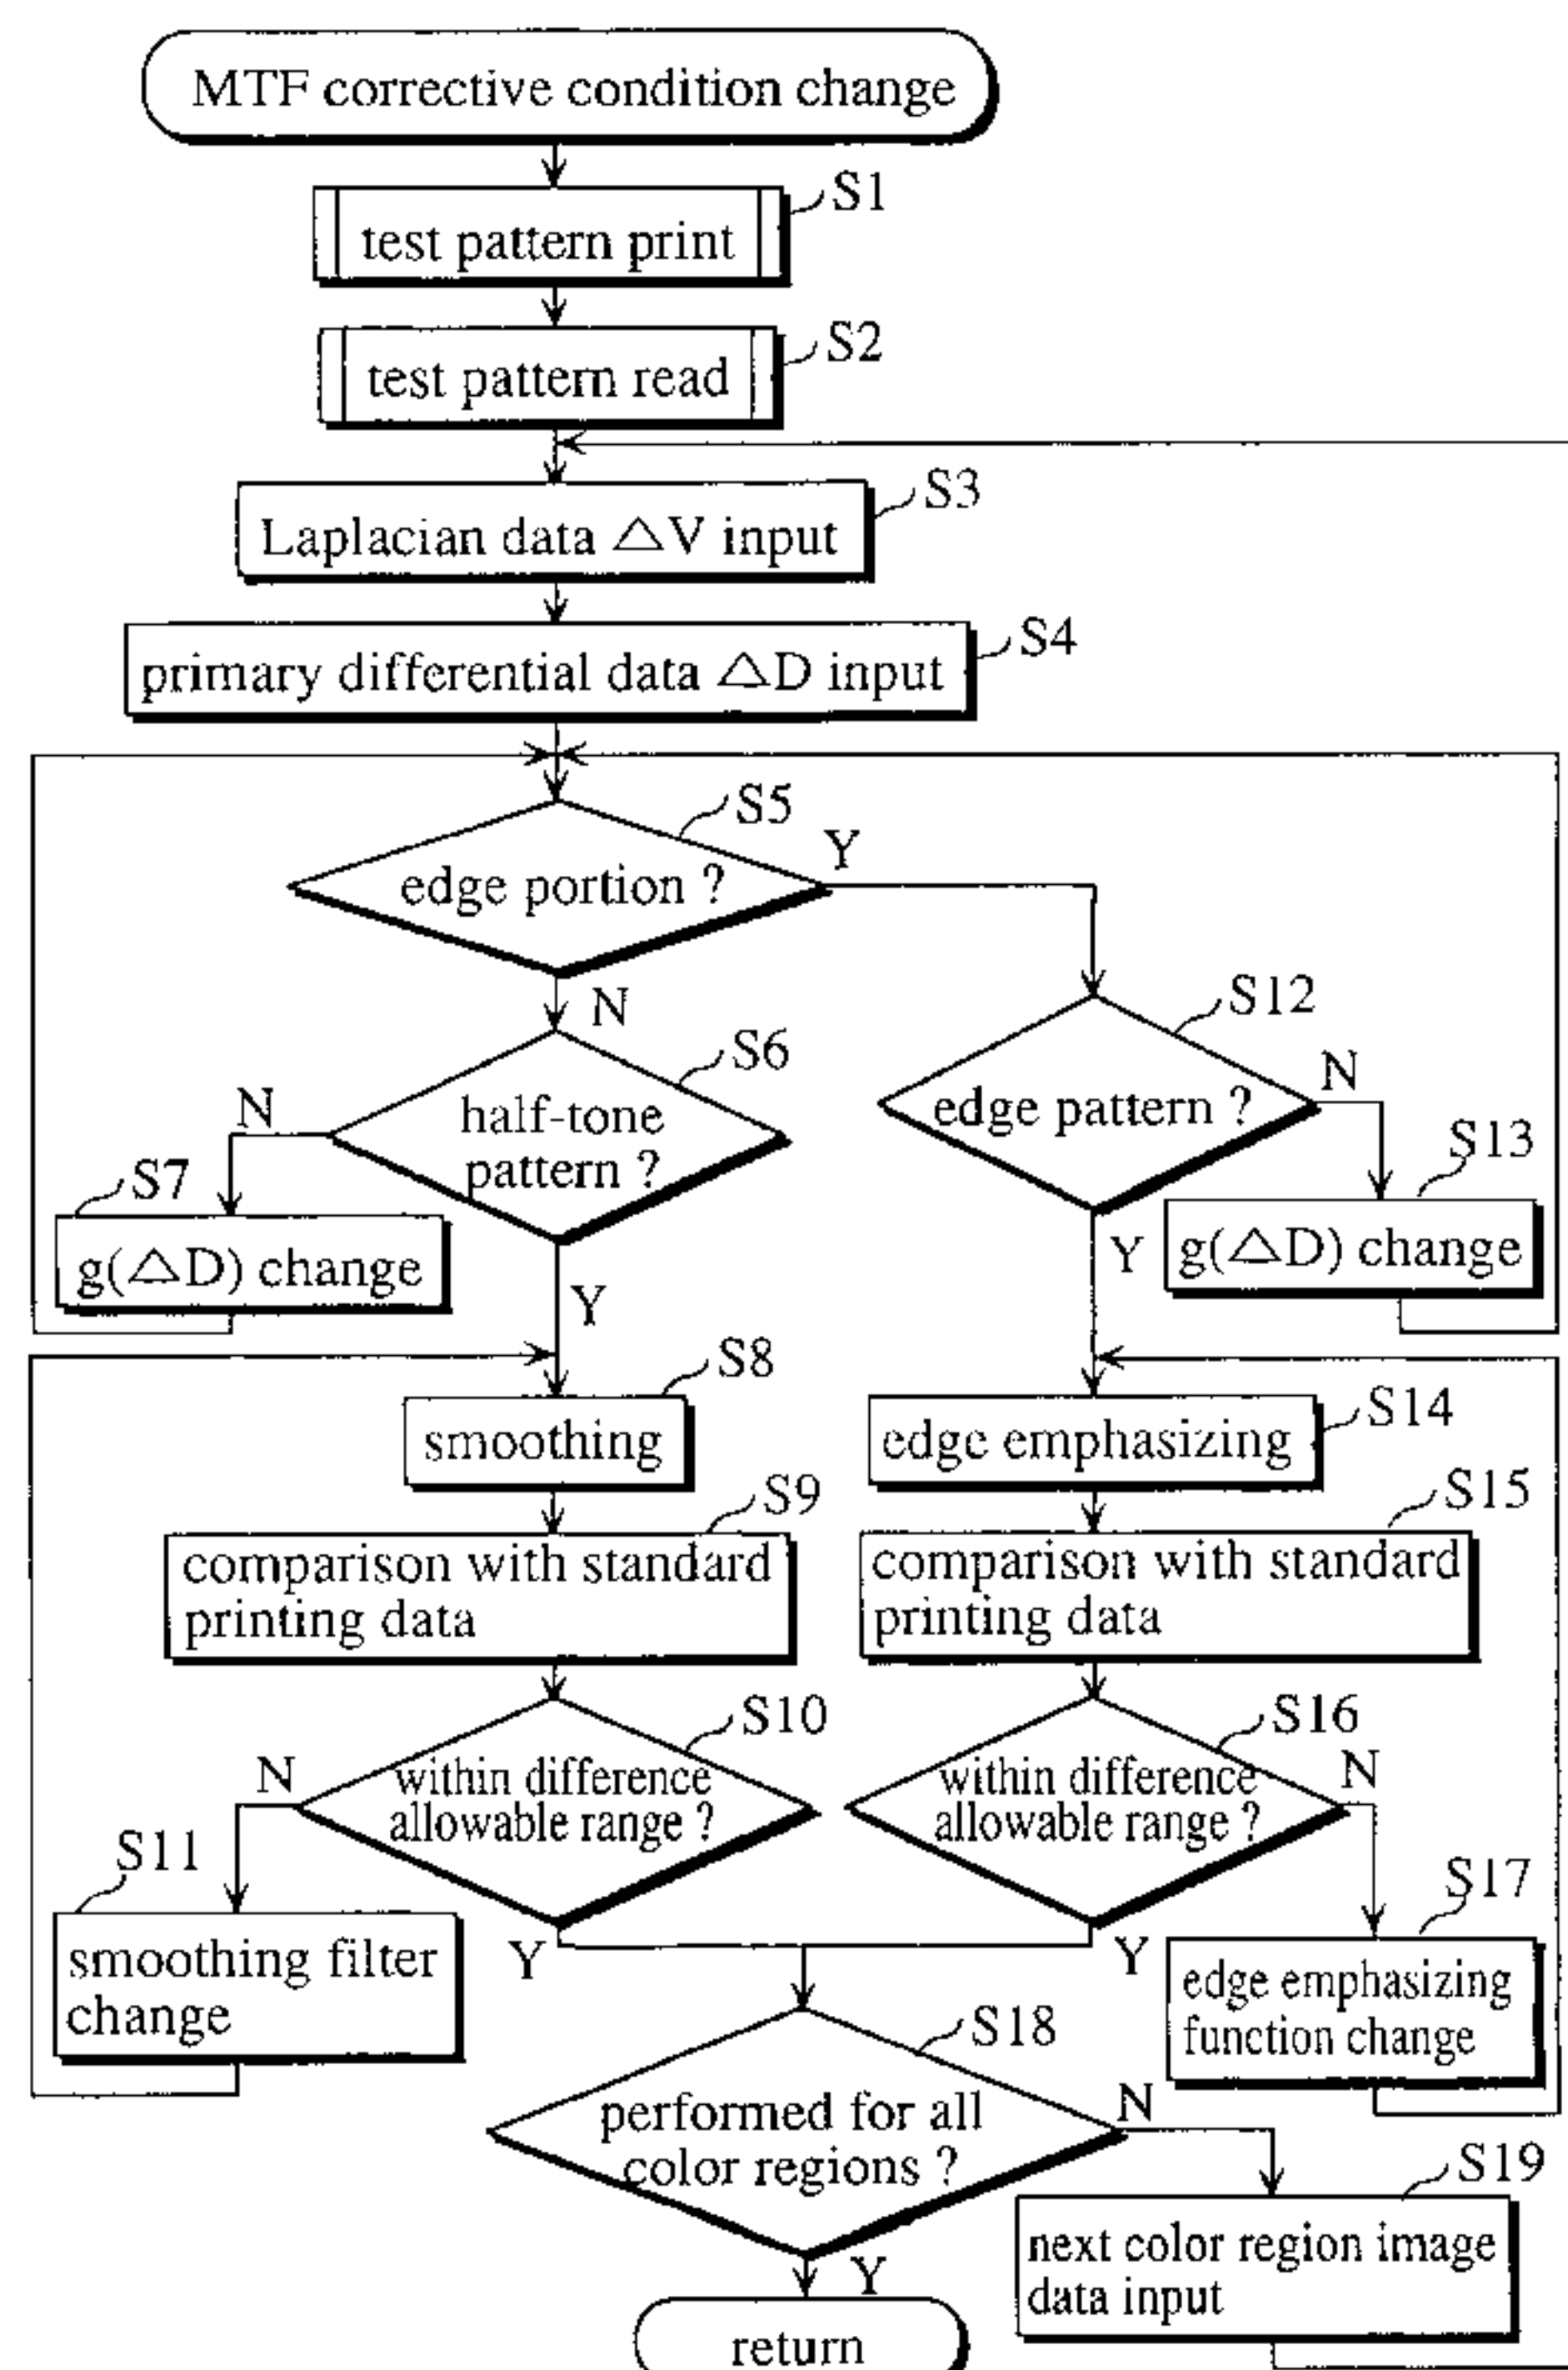 MTF corrective condition change
S1
test pattern print
S2
test pattern read
S3
Laplacian data △V input
S4
primary differential data △D input
S5
edge portion ?
Y
N
S12
edge pattern ?
N
S6
half-tone
pattern ?
N
S7
g(△D) change
Y
S13
g(△D) change
Y
S8
smoothing
S14
edge emphasizing
S9
comparison with standard
printing data
S15
comparison with standard
printing data
S10
within difference
allowable range ?
N
S16
within difference
allowable range ?
N
S11
smoothing filter
change
Y
Y
S17
edge emphasizing
function change
S18
performed for all
color regions ?
N
S19
next color region image
data input
Y
return